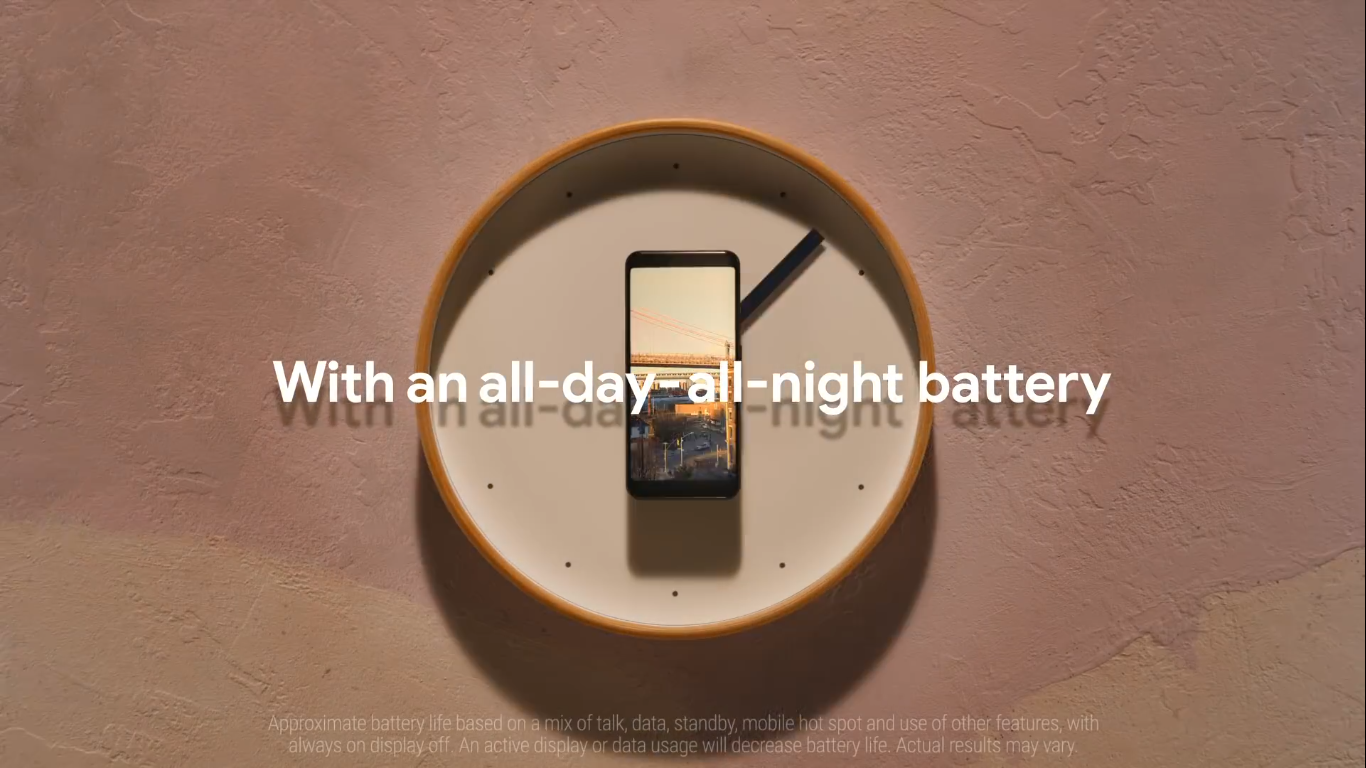 With an all-day all-night battery
Approximate battery life based on a mix of talk, data, standby, mobile hot spot and use of other features, with
always on display off. An active display or data usage will decrease battery life. Actual results may vary.